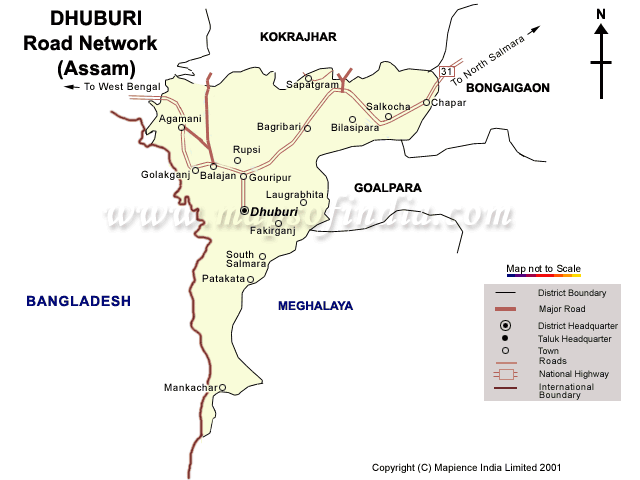 DHUBURI
Road Network
(Assam)
N
KOKRAJHAR
To North Salmara
31
BONGAIGAON
To West Bengal
Sapatgram
Salkocha
Chapar
Agamani
Bagribari
Bilasipara
Rupsi
Golakganj
Balajan
Gouripur
GOALPARA
Laugrabhita
Dhuburi
www.mapsofindia.com
Fakirganj
South
Salmara
Patakata
BANGLADESH
MEGHALAYA
Mankachar
Map not to Scale
District Boundary
Major Road
District Headquarter
Taluk Headquarter
Town
Roads
National Highway
International
Boundary
Copyright (C) Mapience India Limited 2001